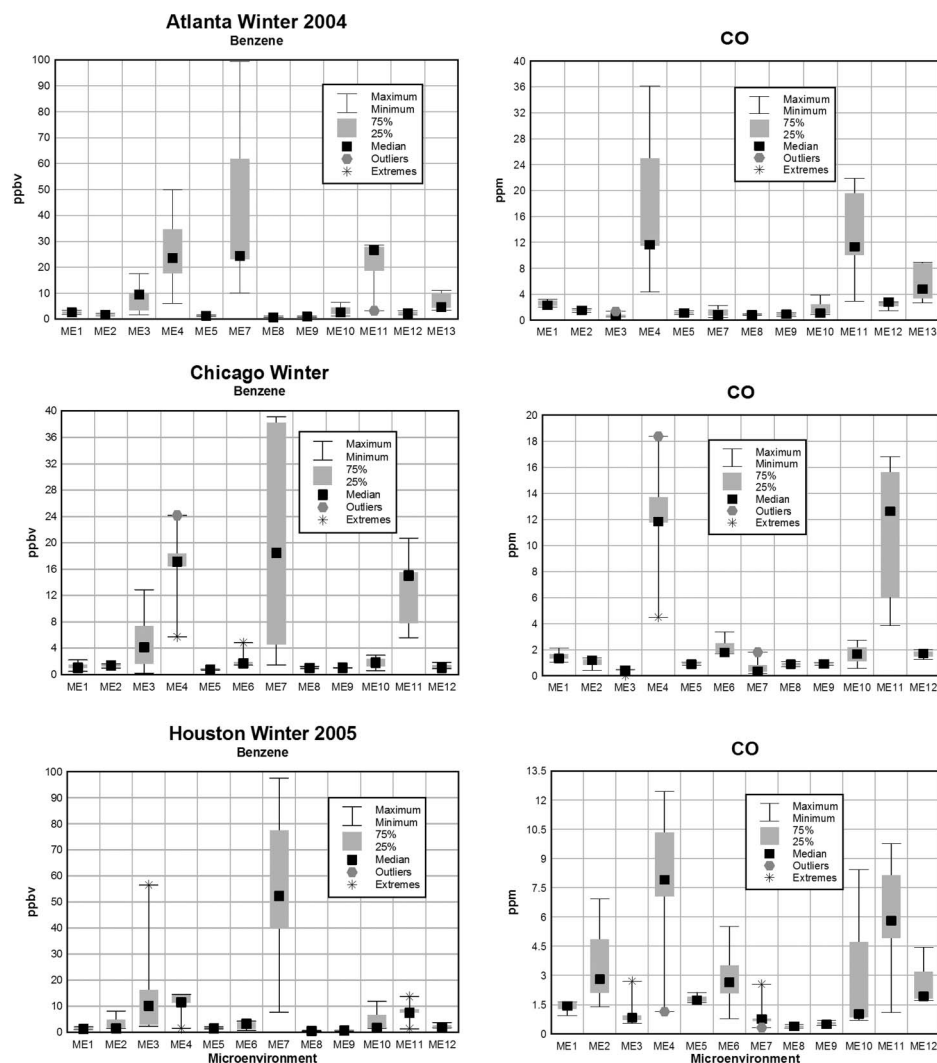 Atlanta Winter 2004
Benzene
ppbv
100
90
80
70
60
50
40
30
20
10
0
Maximum
Minimum
75%
25%
Median
Outliers
Extremes
ME1 ME2 ME3 ME4 ME5 ME7 ME8 ME9 ME10 ME11 ME12 ME13
CO
ppm
40
36
32
28
24
20
16
12
8
4
0
Maximum
Minimum
75%
25%
Median
Outliers
Extremes
ME1 ME2 ME3 ME4 ME5 ME7 ME8 ME9 ME10 ME11 ME12 ME13
Chicago Winter
Benzene
ppbv
40
36
32
28
24
20
16
12
8
4
0
Maximum
Minimum
75%
25%
Median
Outliers
Extremes
ME1 ME2 ME3 ME4 ME5 ME6 ME7 ME8 ME9 ME10 ME11 ME12
CO
ppm
20
18
16
14
12
10
8
6
4
2
0
Maximum
Minimum
75%
25%
Median
Outliers
Extremes
ME1 ME2 ME3 ME4 ME5 ME6 ME7 ME8 ME9 ME10 ME11 ME12
Houston Winter 2005
Benzene
ppbv
100
90
80
70
60
50
40
30
20
10
0
Maximum
Minimum
75%
25%
Median
Outliers
Extremes
ME1 ME2 ME3 ME4 ME5 ME6 ME7 ME8 ME9 ME10 ME11 ME12
Microenvironment
CO
ppm
13.5
12
10.5
9
7.5
6
4.5
3
1.5
0
Maximum
Minimum
75%
25%
Median
Outliers
Extremes
ME1 ME2 ME3 ME4 ME5 ME6 ME7 ME8 ME9 ME10 ME11 ME12
Microenvironment